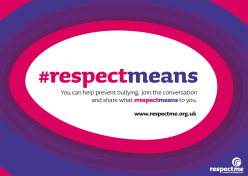 #respectmeans
You can help prevent bullying. Join the conversation
and share what #respectmeans to you.
www.respectme.org.uk
respectme